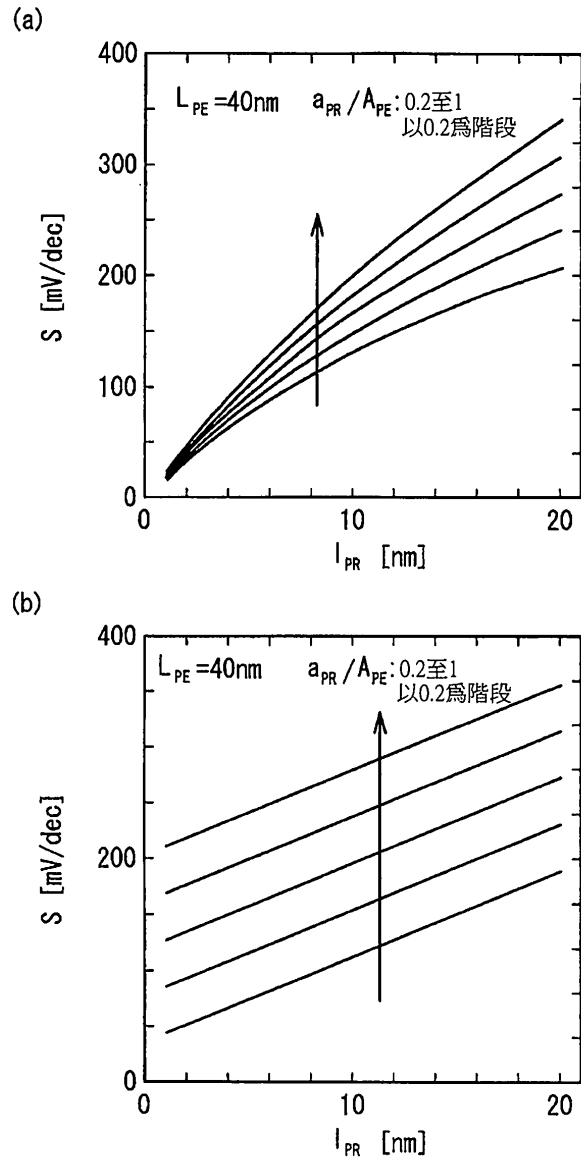 (a)
400
300
200
100
0
S [mV/dec]
L_PE =40nm a_PR / A_PE : 0.2至1
以0.2爲階段
0 10 20
l_PR [nm]
(b)
400
200
0
S [mV/dec]
L_PE =40nm a_PR / A_PE : 0.2至1
以0.2爲階段
0 10 20
l_PR [nm]